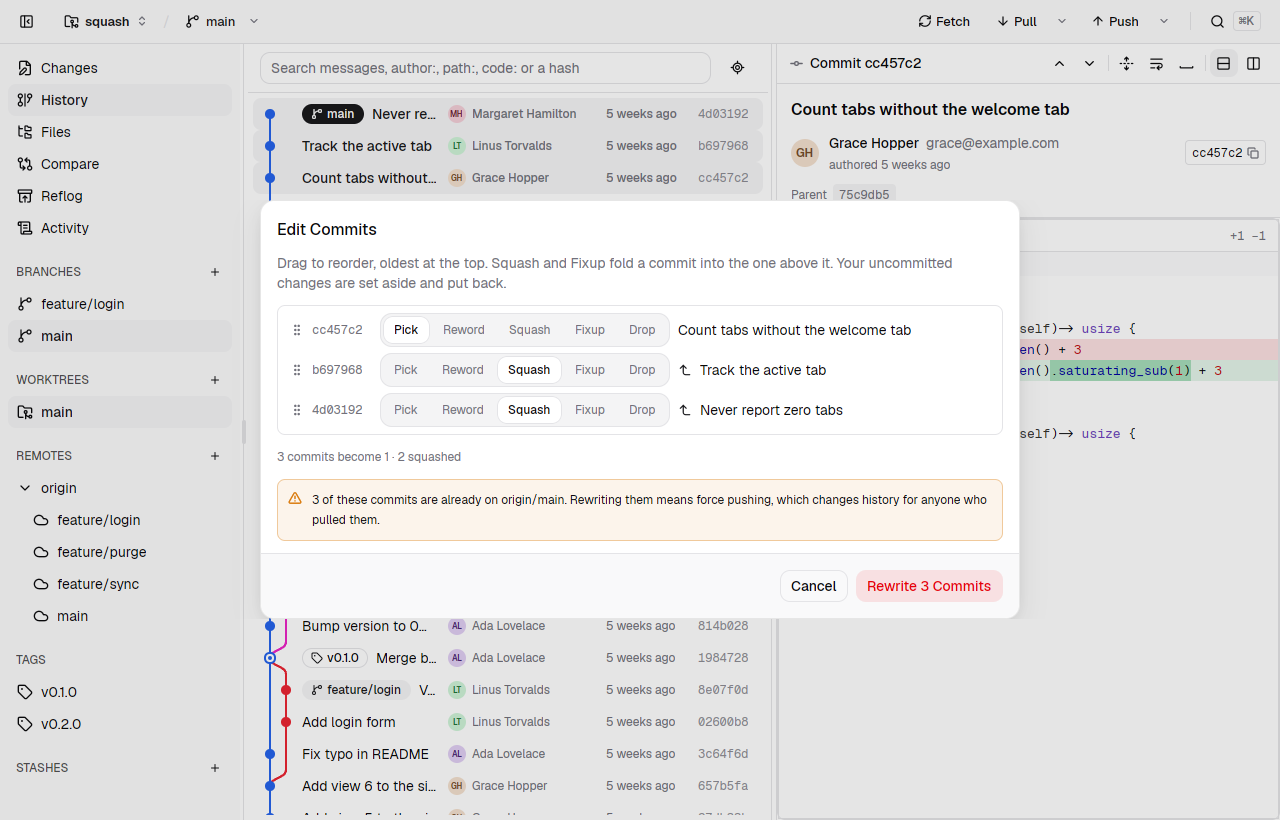 squash
main
Fetch
Pull
Push
⌘K
Changes
History
Files
Compare
Reflog
Activity
BRANCHES
feature/login
main
WORKTREES
main
REMOTES
origin
feature/login
feature/purge
feature/sync
main
TAGS
v0.1.0
v0.2.0
STASHES
Search messages, author:, path:, code: or a hash
main Never re... MH Margaret Hamilton 5 weeks ago 4d03192
Track the active tab LT Linus Torvalds 5 weeks ago b697968
Count tabs without... GH Grace Hopper 5 weeks ago cc457c2
Commit cc457c2
Count tabs without the welcome tab
GH Grace Hopper grace@example.com
authored 5 weeks ago
cc457c2
Parent 75c9db5
+1 −1
self)-> usize {
en() + 3
en().saturating_sub(1) + 3
self)-> usize {
Edit Commits
Drag to reorder, oldest at the top. Squash and Fixup fold a commit into the one above it. Your uncommitted
changes are set aside and put back.
cc457c2 Pick Reword Squash Fixup Drop Count tabs without the welcome tab
b697968 Pick Reword Squash Fixup Drop Track the active tab
4d03192 Pick Reword Squash Fixup Drop Never report zero tabs
3 commits become 1 · 2 squashed
3 of these commits are already on origin/main. Rewriting them means force pushing, which changes history for anyone who
pulled them.
Cancel
Rewrite 3 Commits
Bump version to 0... AL Ada Lovelace 5 weeks ago 814b028
v0.1.0 Merge b... AL Ada Lovelace 5 weeks ago 1984728
feature/login V... LT Linus Torvalds 5 weeks ago 8e07f0d
Add login form LT Linus Torvalds 5 weeks ago 02600b8
Fix typo in README AL Ada Lovelace 5 weeks ago 3c64f6d
Add view 6 to the si... GH Grace Hopper 5 weeks ago 657b5fa